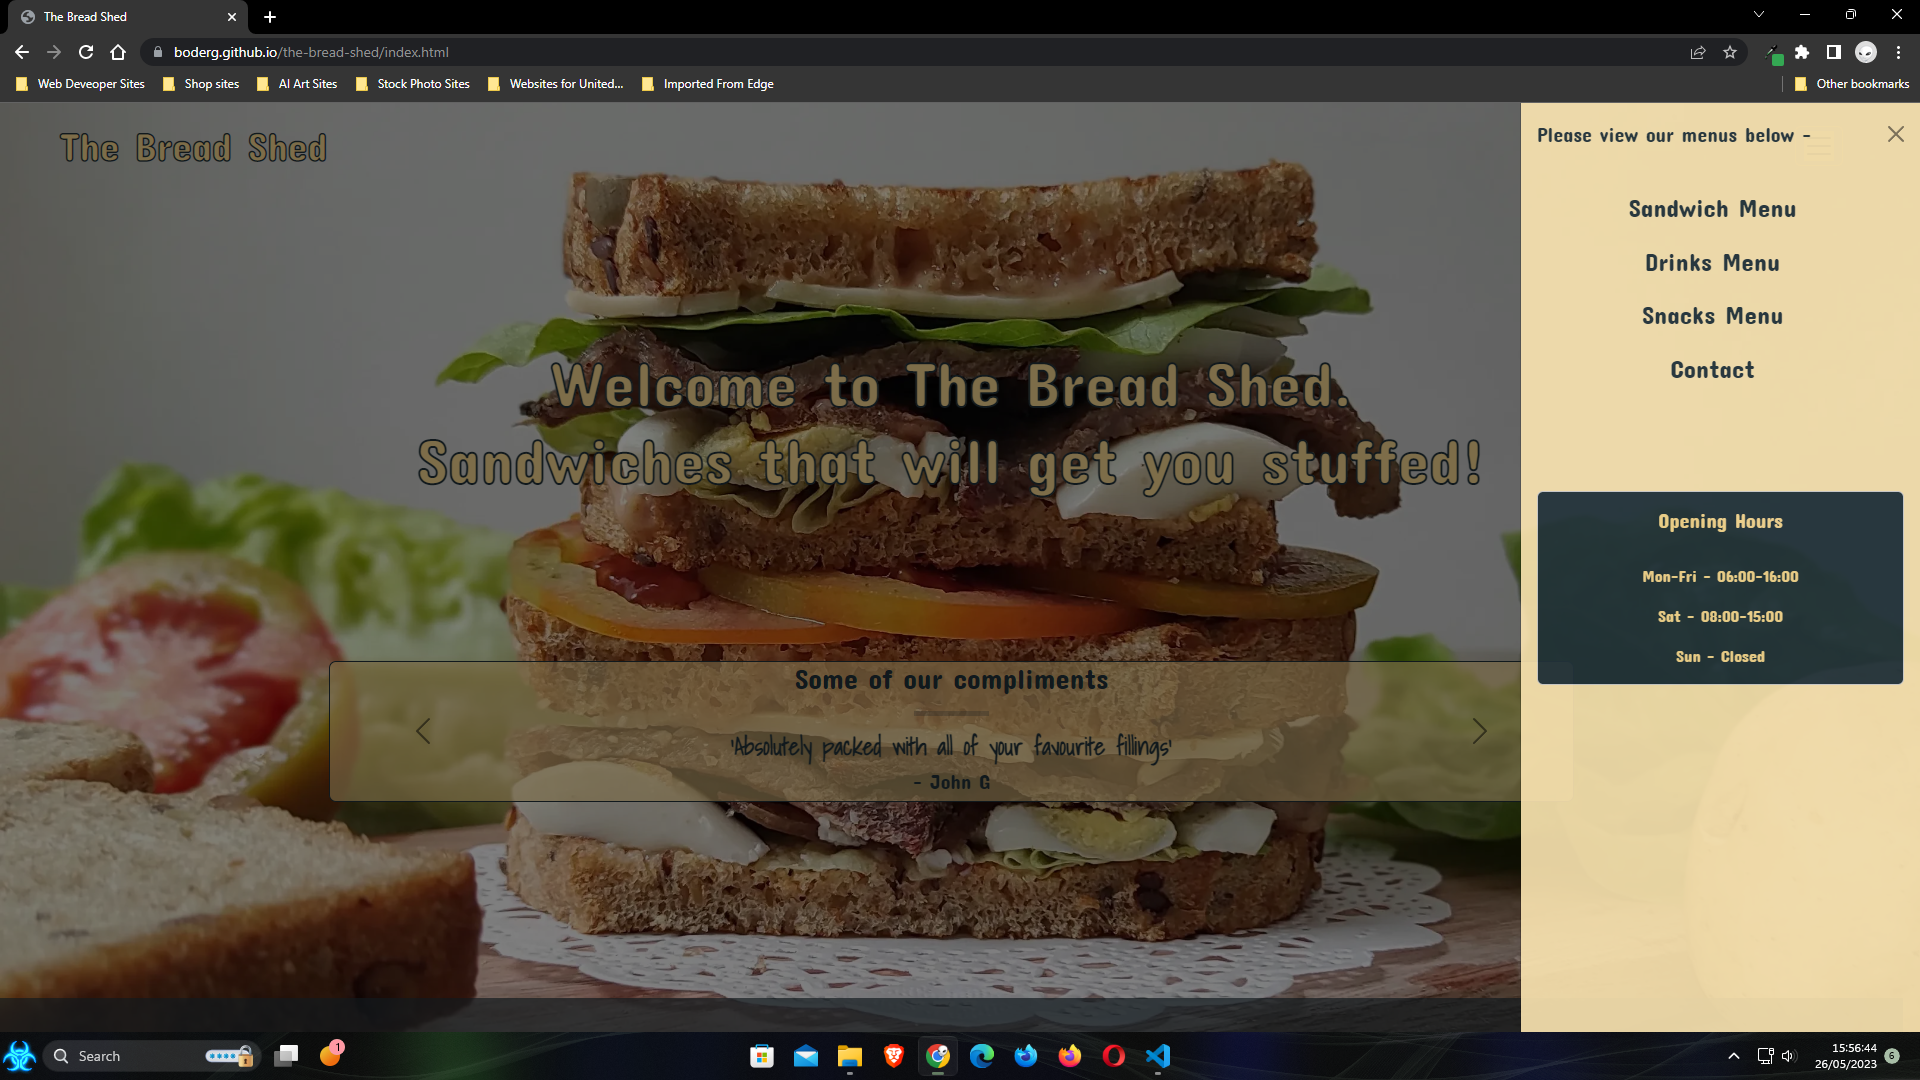 The Bread Shed
boderg.github.io/the-bread-shed/index.html
Web Deveoper Sites
Shop sites
AI Art Sites
Stock Photo Sites
Websites for United...
Imported From Edge
Other bookmarks
The Bread Shed
Welcome to The Bread Shed.
Sandwiches that will get you stuffed!
Some of our compliments
'Absolutely packed with all of your favourite fillings'
- John G
Please view our menus below -
Sandwich Menu
Drinks Menu
Snacks Menu
Contact
Opening Hours
Mon-Fri - 06:00-16:00
Sat - 08:00-15:00
Sun - Closed
Search
1
15:56:44
26/05/2023
6